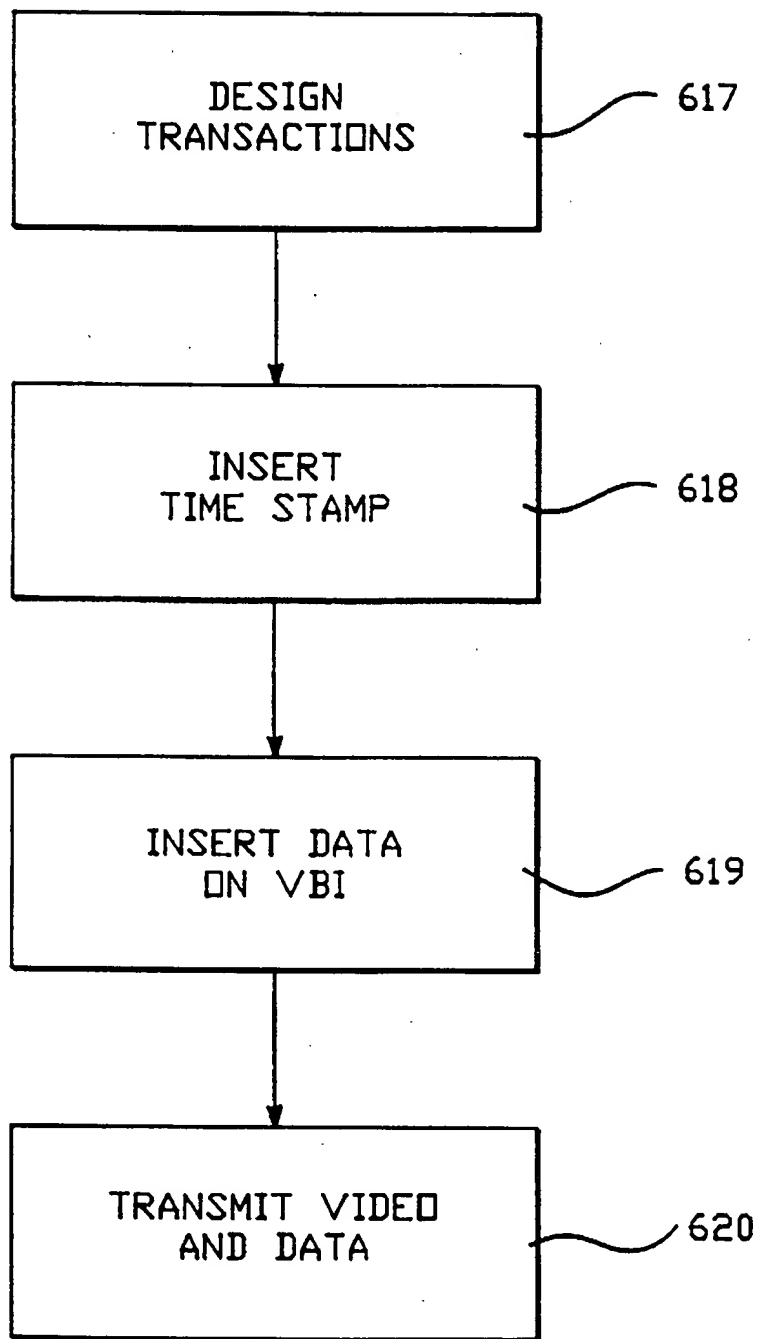 DESIGN
TRANSACTIONS
617
INSERT
TIME STAMP
618
INSERT DATA
ON VBI
619
TRANSMIT VIDEO
AND DATA
620